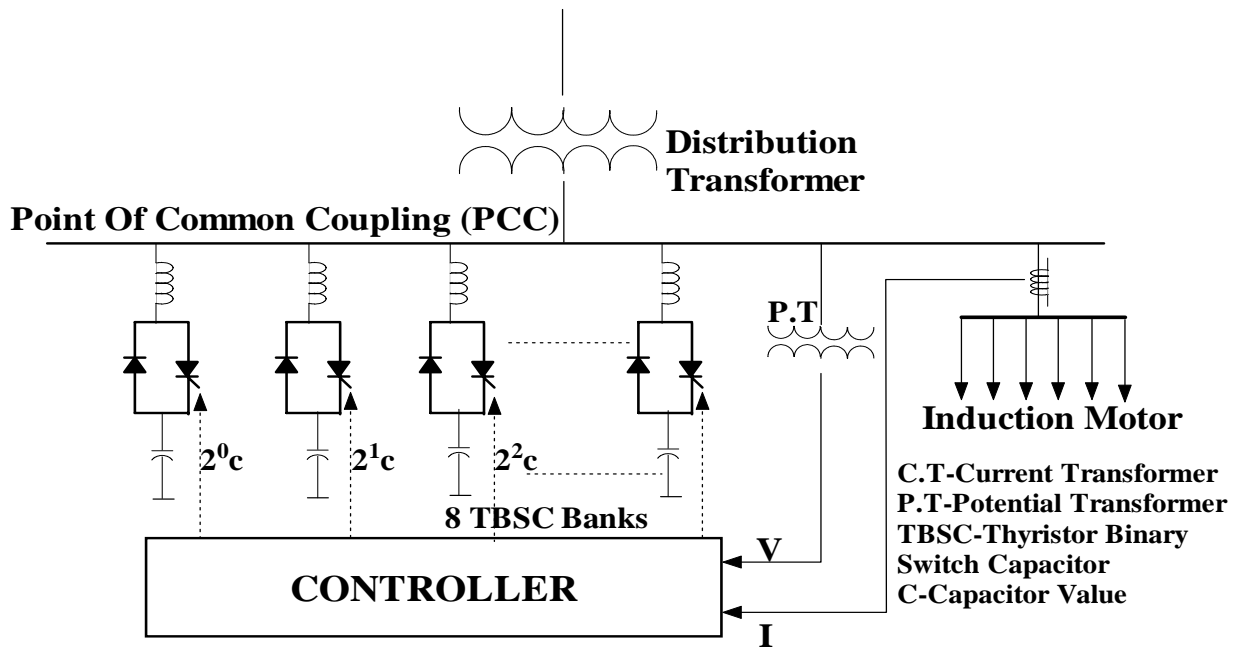 Distribution
Transformer
Point Of Common Coupling (PCC)
P.T
2⁰c
2¹c
2²c
8 TBSC Banks
Induction Motor
C.T-Current Transformer
P.T-Potential Transformer
TBSC-Thyristor Binary
Switch Capacitor
C-Capacitor Value
V
CONTROLLER
I